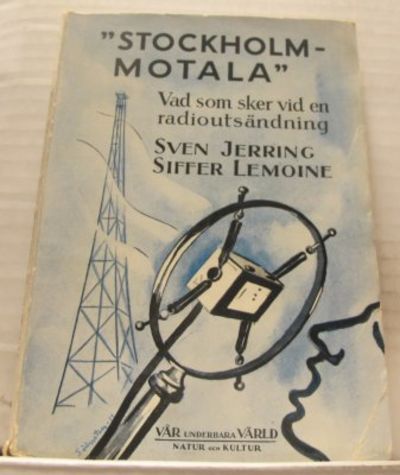 "STOCKHOLM-
MOTALA"
Vad som sker vid en
radioutsändning
SVEN JERRING
SIFFER LEMOINE
VÅR UNDERBARA VÄRLD
NATUR OCH KULTUR